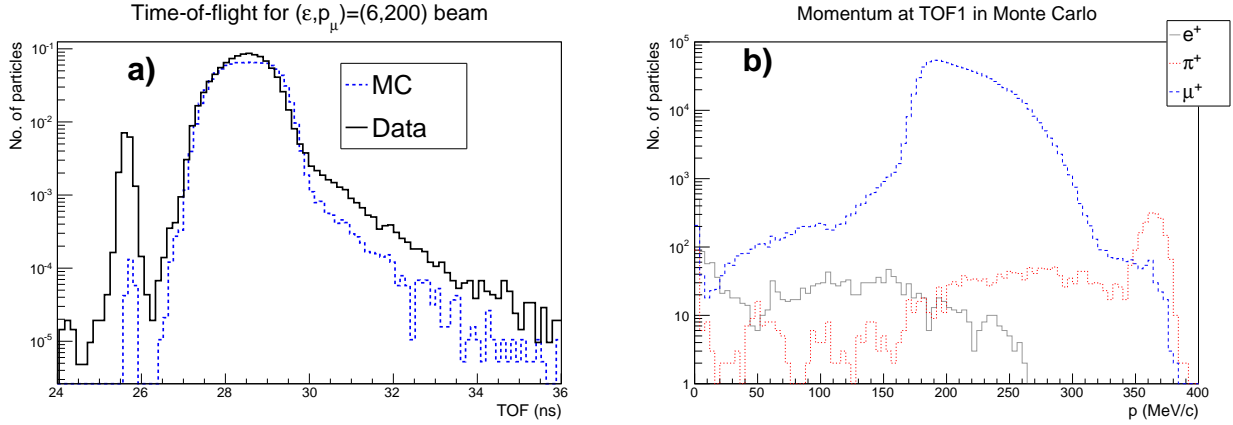 Time-of-flight for (ε,pμ)=(6,200) beam
No. of particles
a)
MC
Data
10⁻¹
10⁻²
10⁻³
10⁻⁴
10⁻⁵
24 26 28 30 32 34 36
TOF (ns)
Momentum at TOF1 in Monte Carlo
No. of particles
b)
e⁺
π⁺
μ⁺
10⁵
10⁴
10³
10²
10
1
0 50 100 150 200 250 300 350 400
p (MeV/c)